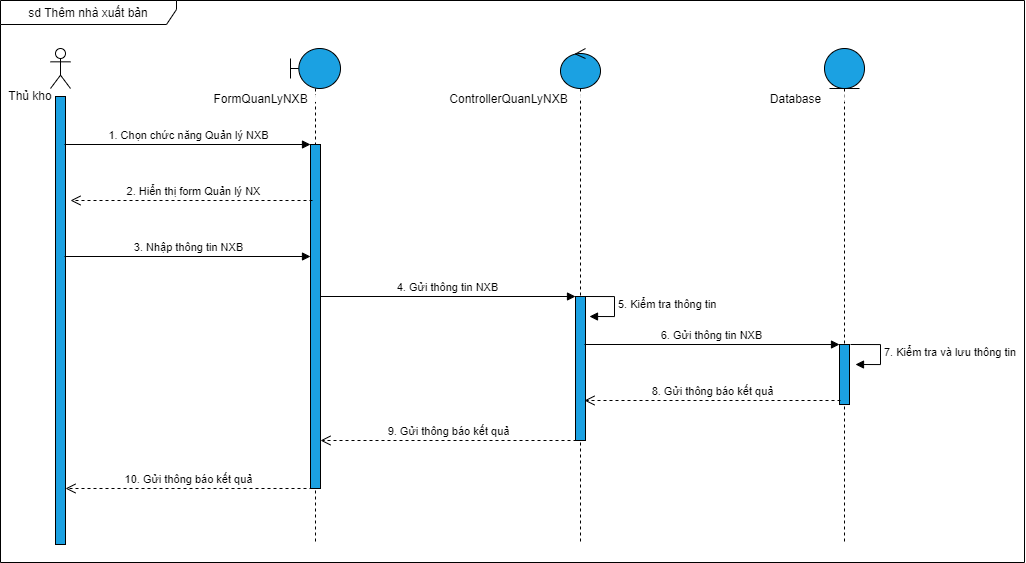 sd Thêm nhà xuất bản
Thủ kho
FormQuanLyNXB
ControllerQuanLyNXB
Database
1. Chọn chức năng Quản lý NXB
2. Hiển thị form Quản lý NX
3. Nhập thông tin NXB
4. Gửi thông tin NXB
5. Kiểm tra thông tin
6. Gửi thông tin NXB
7. Kiểm tra và lưu thông tin
8. Gửi thông báo kết quả
9. Gửi thông báo kết quả
10. Gửi thông báo kết quả